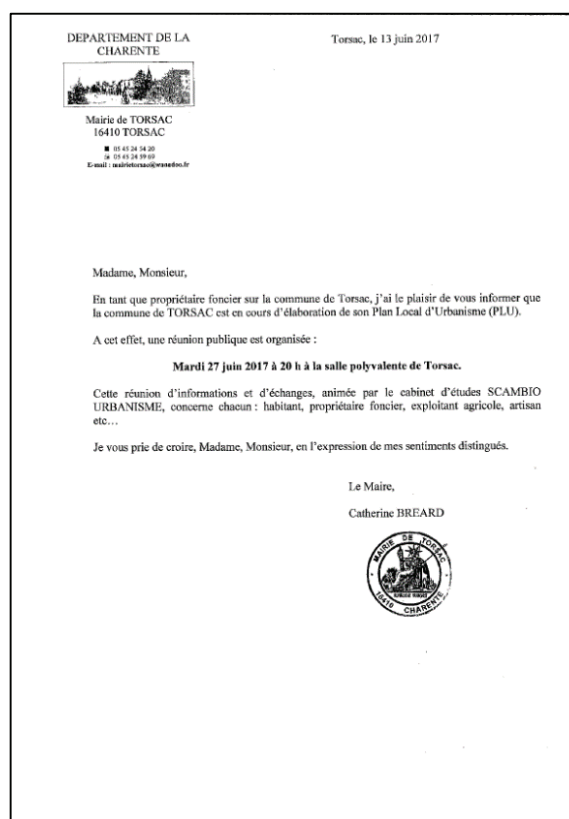 DEPARTEMENT DE LA
CHARENTE
Torsac, le 13 juin 2017
Mairie de TORSAC
16410 TORSAC
05 45 24 54 20
05 45 24 59 69
E-mail : mairietorsac@wanadoo.fr
Madame, Monsieur,
En tant que propriétaire foncier sur la commune de Torsac, j'ai le plaisir de vous informer que
la commune de TORSAC est en cours d'élaboration de son Plan Local d'Urbanisme (PLU).
A cet effet, une réunion publique est organisée :
Mardi 27 juin 2017 à 20 h à la salle polyvalente de Torsac.
Cette réunion d'informations et d'échanges, animée par le cabinet d'études SCAMBIO
URBANISME, concerne chacun : habitant, propriétaire foncier, exploitant agricole, artisan
etc…
Je vous prie de croire, Madame, Monsieur, en l'expression de mes sentiments distingués.
Le Maire,
Catherine BREARD
MAIRIE DE TORSAC
16410 CHARENTE